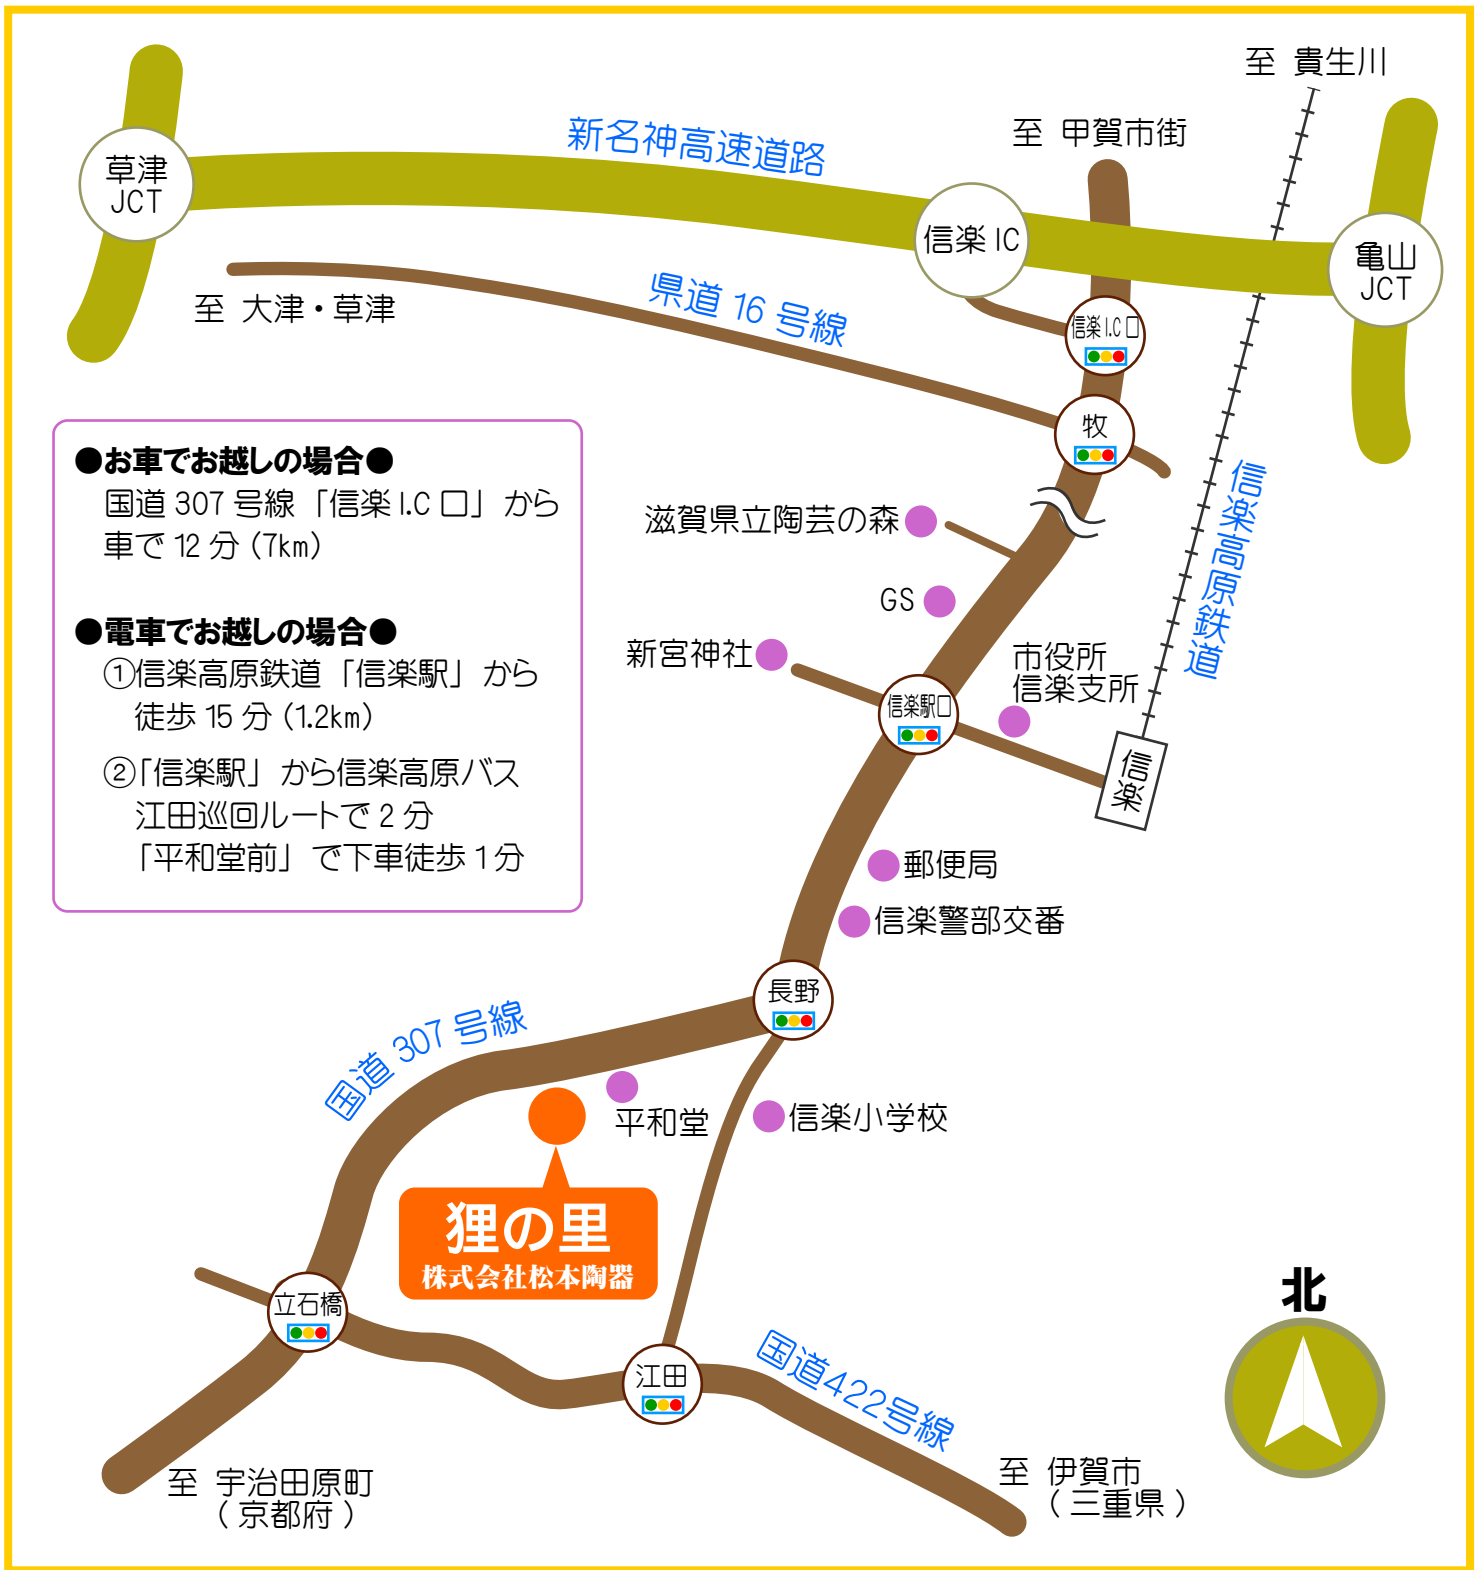 至 貴生川
至 甲賀市街
新名神高速道路
草津
JCT
信楽 IC
亀山
JCT
至 大津・草津
県道 16 号線
信楽 I.C 口
牧
●お車でお越しの場合●
国道 307 号線「信楽 I.C 口」から
車で 12 分（7km）
●電車でお越しの場合●
①信楽高原鉄道「信楽駅」から
徒歩 15 分（1.2km）
②「信楽駅」から信楽高原バス
江田巡回ルートで 2 分
「平和堂前」で下車徒歩 1 分
滋賀県立陶芸の森
GS
新宮神社
信楽高原鉄道
市役所
信楽支所
信楽駅口
信楽
郵便局
信楽警部交番
長野
国道 307 号線
平和堂
信楽小学校
狸の里
株式会社松本陶器
立石橋
江田
国道422号線
北
至 宇治田原町
（京都府）
至 伊賀市
（三重県）